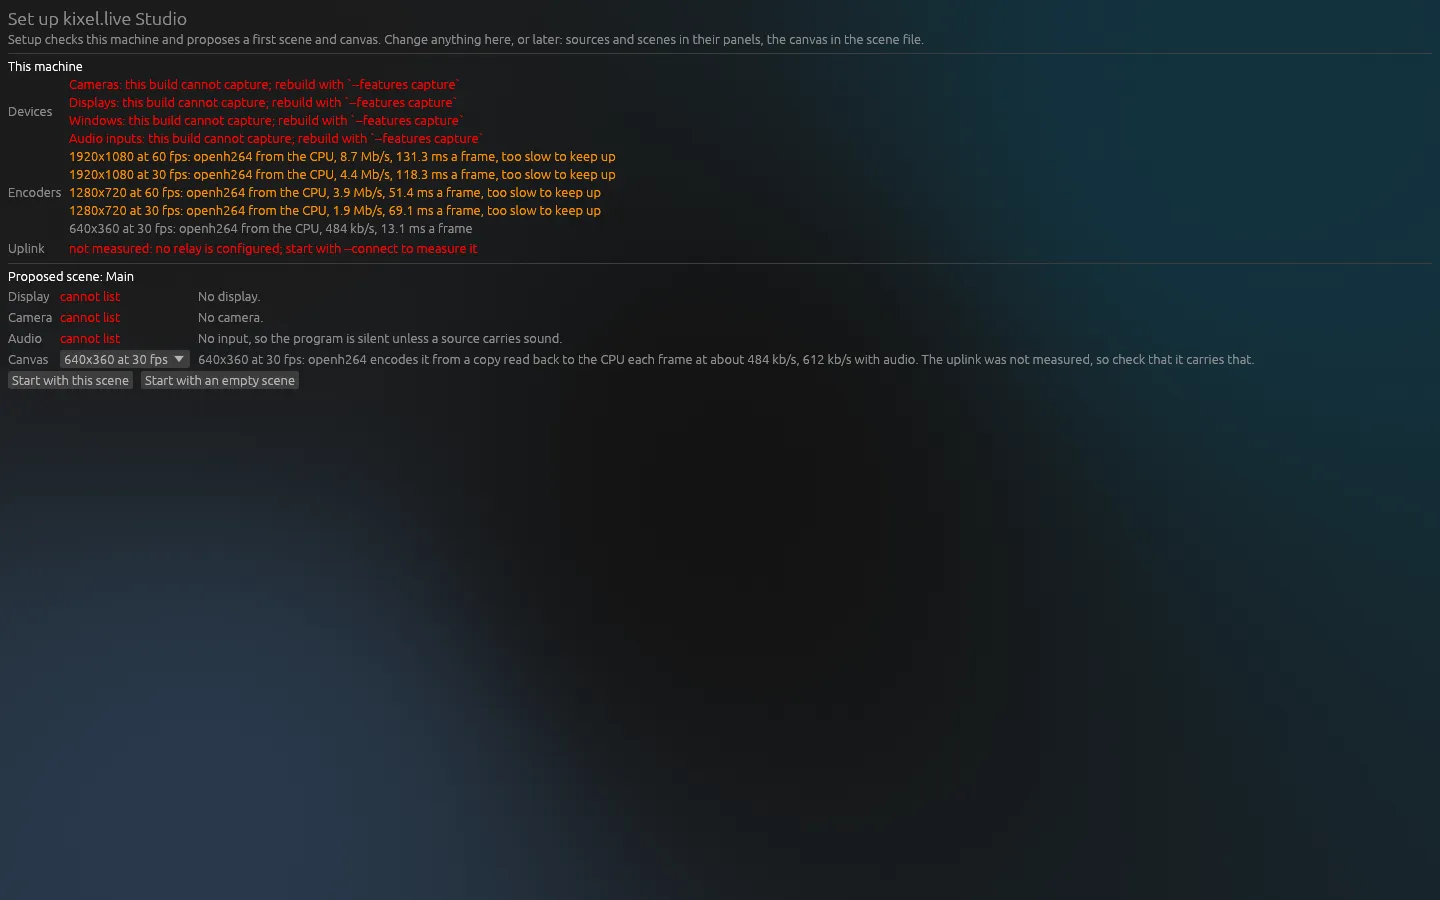 Set up kixel.live Studio
Setup checks this machine and proposes a first scene and canvas. Change anything here, or later: sources and scenes in their panels, the canvas in the scene file.
This machine
Devices
Cameras: this build cannot capture; rebuild with `--features capture`
Displays: this build cannot capture; rebuild with `--features capture`
Windows: this build cannot capture; rebuild with `--features capture`
Audio inputs: this build cannot capture; rebuild with `--features capture`
Encoders
1920x1080 at 60 fps: openh264 from the CPU, 8.7 Mb/s, 131.3 ms a frame, too slow to keep up
1920x1080 at 30 fps: openh264 from the CPU, 4.4 Mb/s, 118.3 ms a frame, too slow to keep up
1280x720 at 60 fps: openh264 from the CPU, 3.9 Mb/s, 51.4 ms a frame, too slow to keep up
1280x720 at 30 fps: openh264 from the CPU, 1.9 Mb/s, 69.1 ms a frame, too slow to keep up
640x360 at 30 fps: openh264 from the CPU, 484 kb/s, 13.1 ms a frame
Uplink not measured: no relay is configured; start with --connect to measure it
Proposed scene: Main
Display cannot list No display.
Camera cannot list No camera.
Audio cannot list No input, so the program is silent unless a source carries sound.
Canvas 640x360 at 30 fps 640x360 at 30 fps: openh264 encodes it from a copy read back to the CPU each frame at about 484 kb/s, 612 kb/s with audio. The uplink was not measured, so check that it carries that.
Start with this scene Start with an empty scene